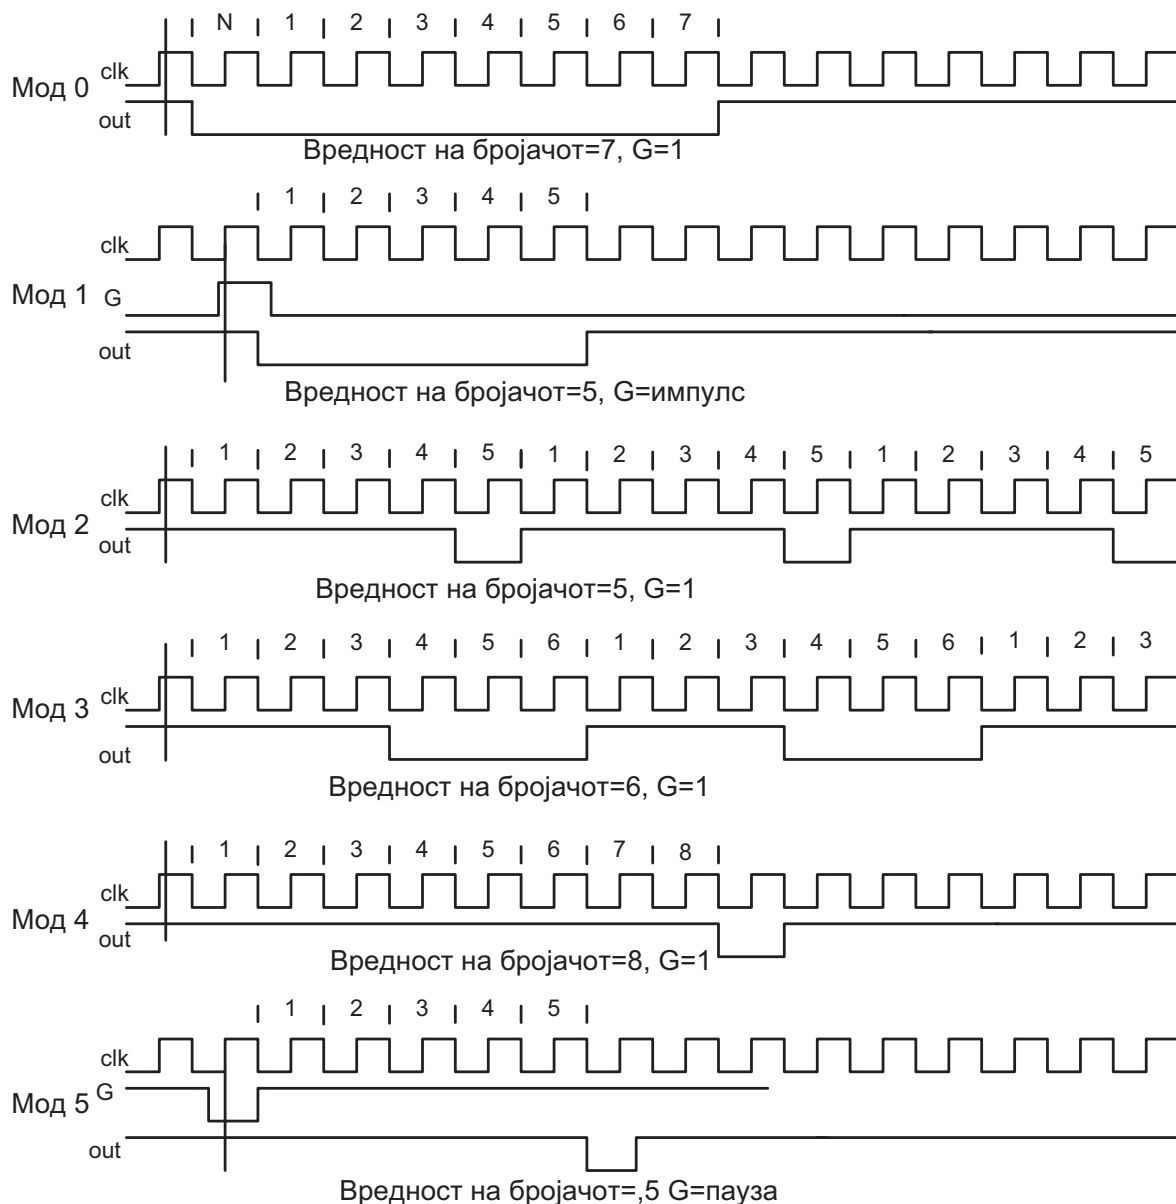 N 1 2 3 4 5 6 7
clk
Мод 0
out
Вредност на бројачот=7, G=1
1 2 3 4 5
clk
Мод 1 G
out
Вредност на бројачот=5, G=импулс
1 2 3 4 5 1 2 3 4 5 1 2 3 4 5
clk
Мод 2
out
Вредност на бројачот=5, G=1
1 2 3 4 5 6 1 2 3 4 5 6 1 2 3
clk
Мод 3
out
Вредност на бројачот=6, G=1
1 2 3 4 5 6 7 8
clk
Мод 4
out
Вредност на бројачот=8, G=1
1 2 3 4 5
clk
Мод 5 G
out
Вредност на бројачот=,5 G=пауза